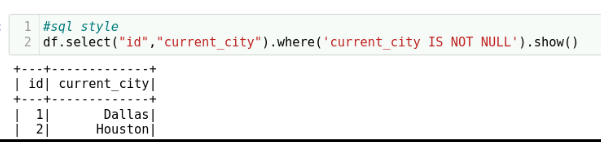 1 #sql style
2 df.select("id","current_city").where('current_city IS NOT NULL').show()
+---+-------------+
| id| current_city|
+---+-------------+
|  1|       Dallas|
|  2|      Houston|